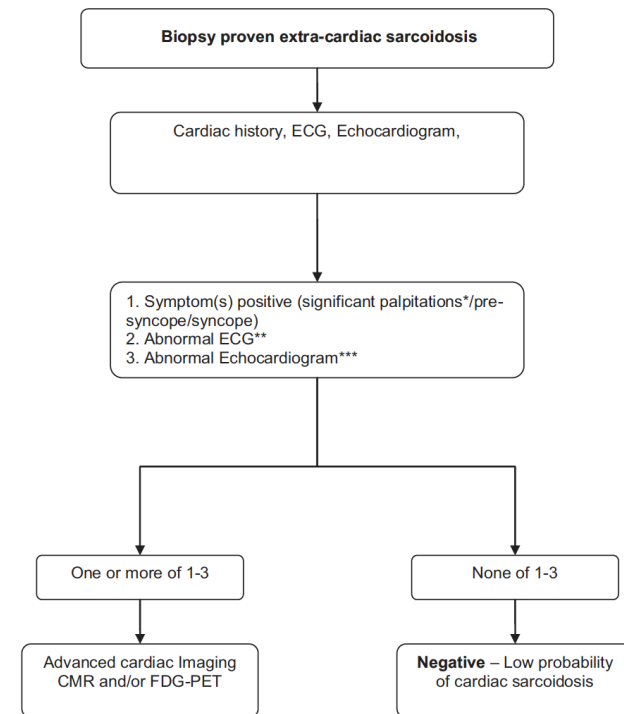 Biopsy proven extra-cardiac sarcoidosis
Cardiac history, ECG, Echocardiogram,
1. Symptom(s) positive (significant palpitations*/pre-
syncope/syncope)
2. Abnormal ECG**
3. Abnormal Echocardiogram***
One or more of 1-3
None of 1-3
Advanced cardiac Imaging
CMR and/or FDG-PET
Negative – Low probability
of cardiac sarcoidosis